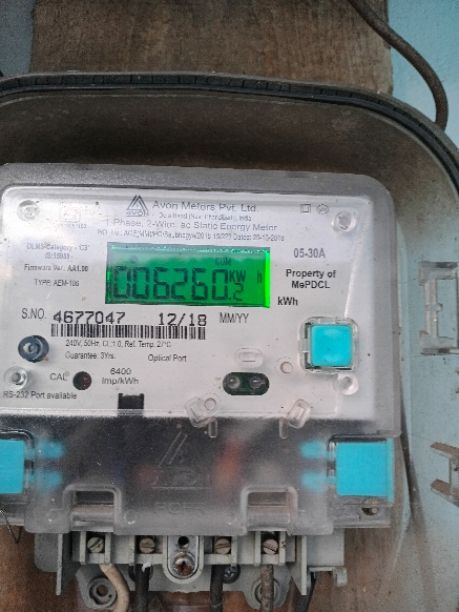 Avon Meters Pvt. Ltd.
1 Phase, 2-Wire, ac Static Energy Meter
DLMS Category - C3
05-30A
Firmware Ver. AA1.00
TYPE: AEM-106
CUM
006260.2 KW h
Property of
MePDCL
kWh
S.NO. 4677047 12/18 MM/YY
240V, 50Hz, Cl. 1.0, Ref. Temp. 27°C
Guarantee: 3Yrs. Optical Port
CAL 6400
Imp/kWh
RS-232 Port available